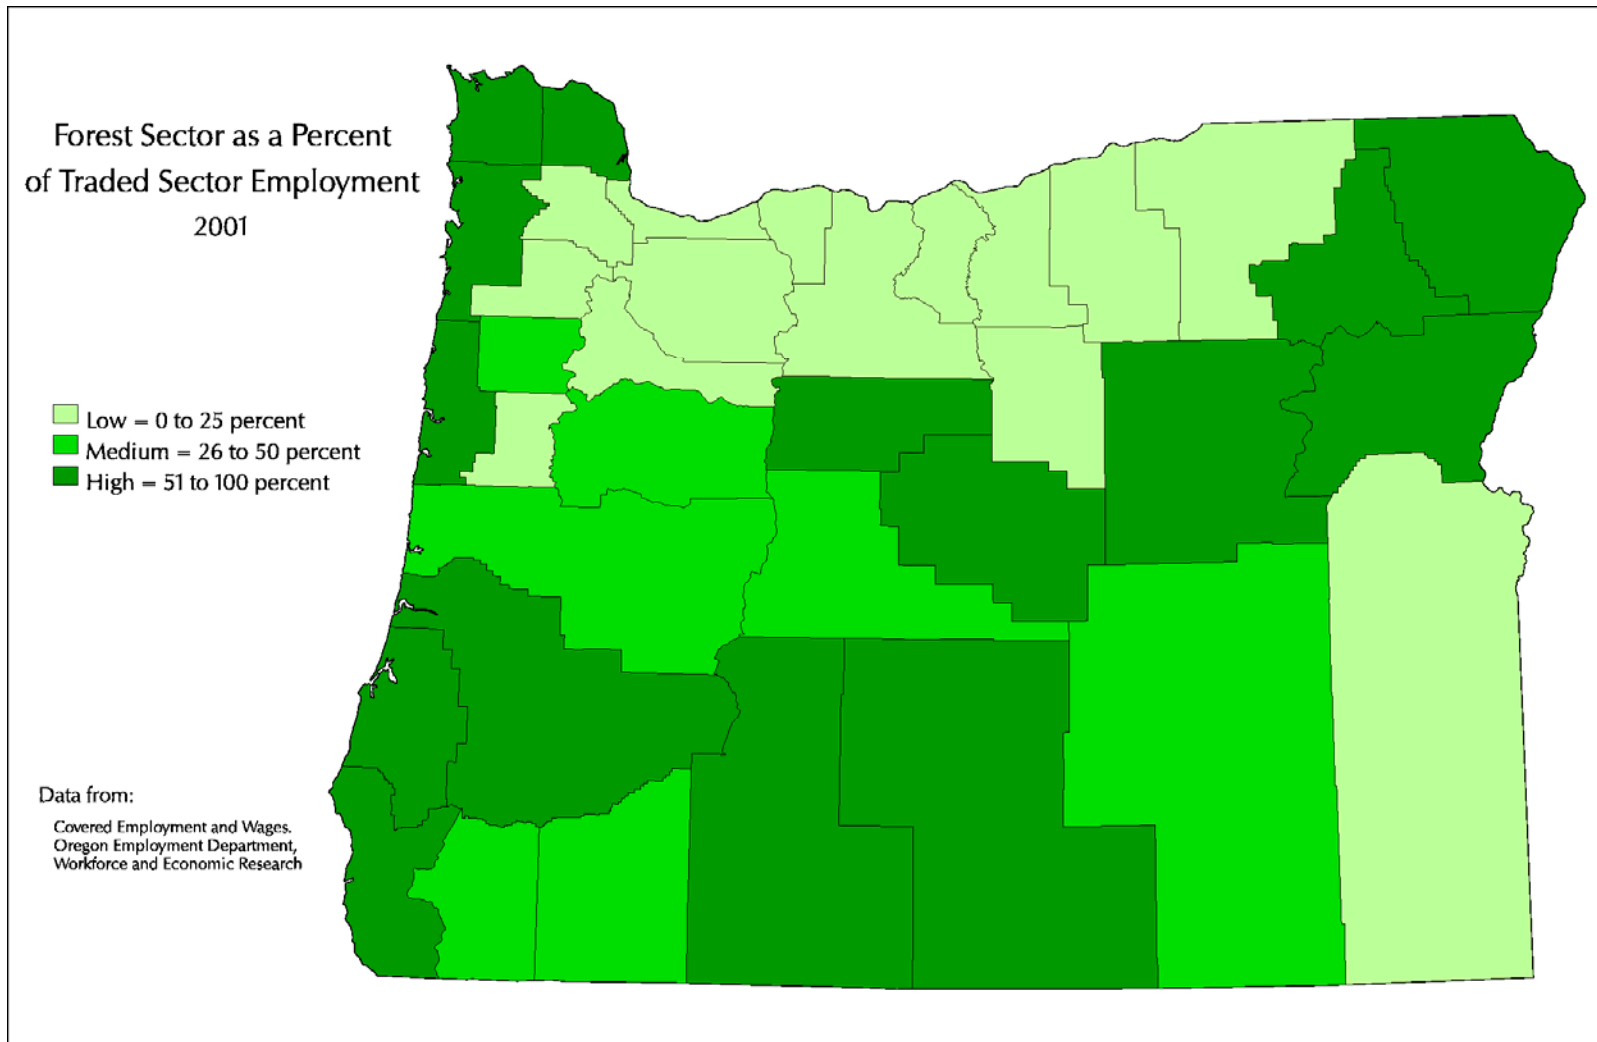 Forest Sector as a Percent
of Traded Sector Employment
2001
Low = 0 to 25 percent
Medium = 26 to 50 percent
High = 51 to 100 percent
Data from:
Covered Employment and Wages.
Oregon Employment Department,
Workforce and Economic Research